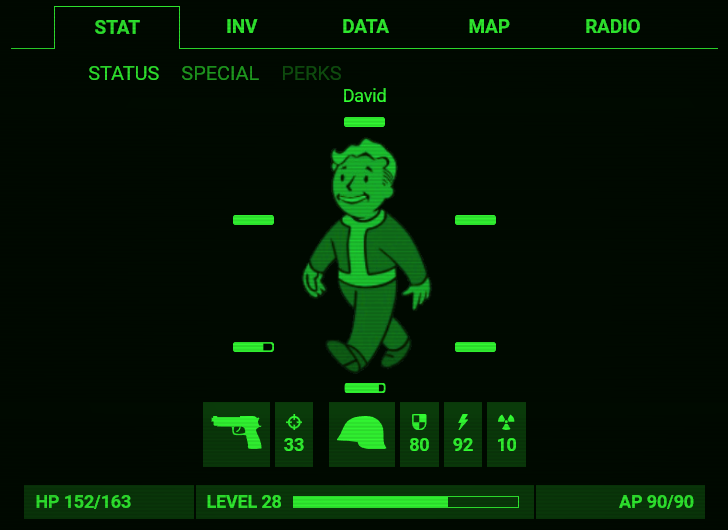 STAT INV DATA MAP RADIO
STATUS SPECIAL PERKS
David
33 80 92 10
HP 152/163 LEVEL 28 AP 90/90